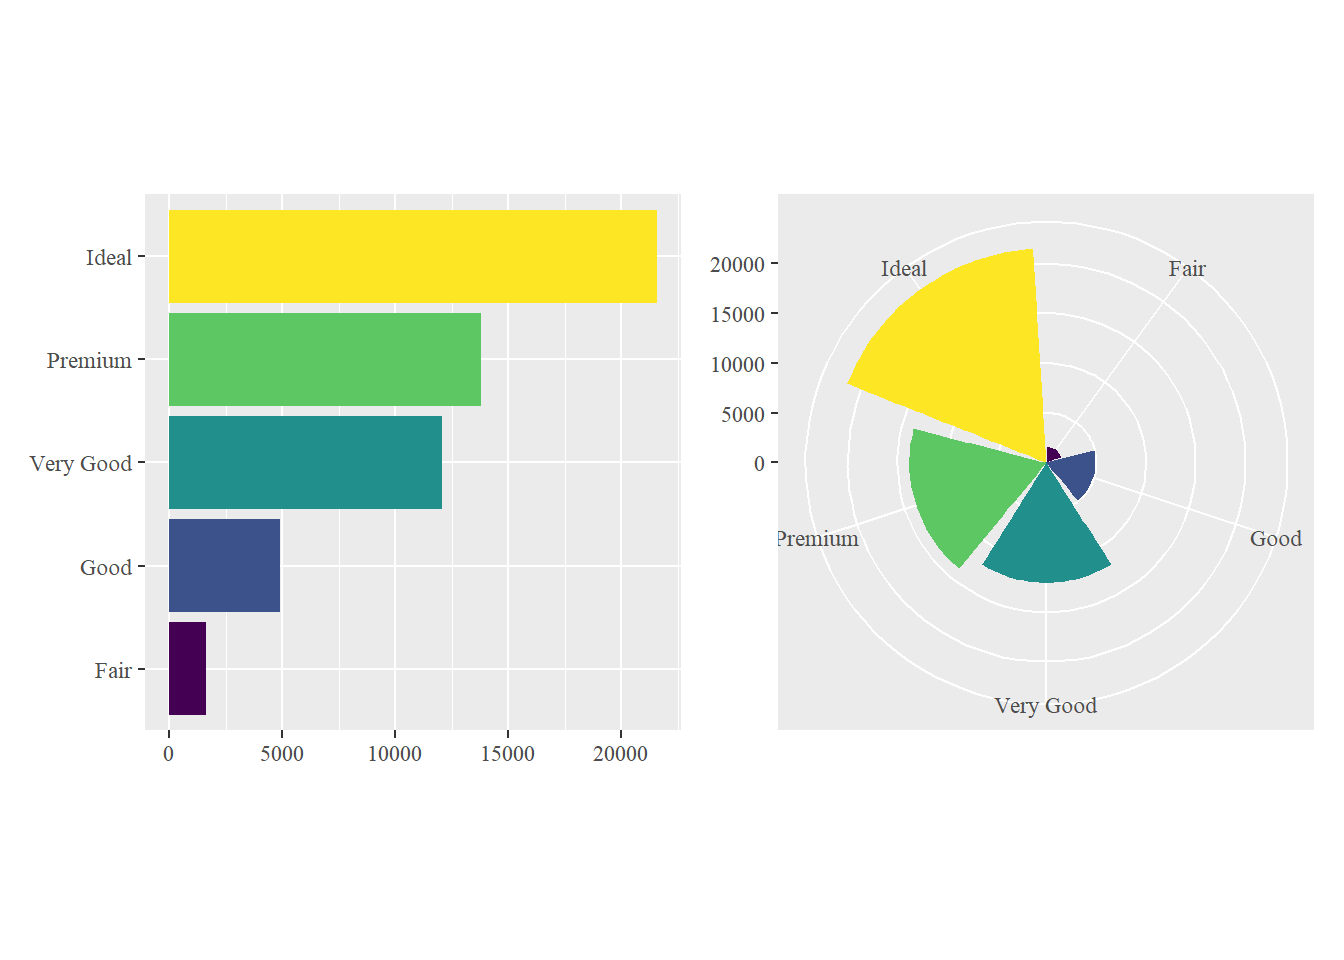 Ideal
Premium
Very Good
Good
Fair
0 5000 10000 15000 20000
20000
15000
10000
5000
0
Ideal Fair
Premium Good
Very Good